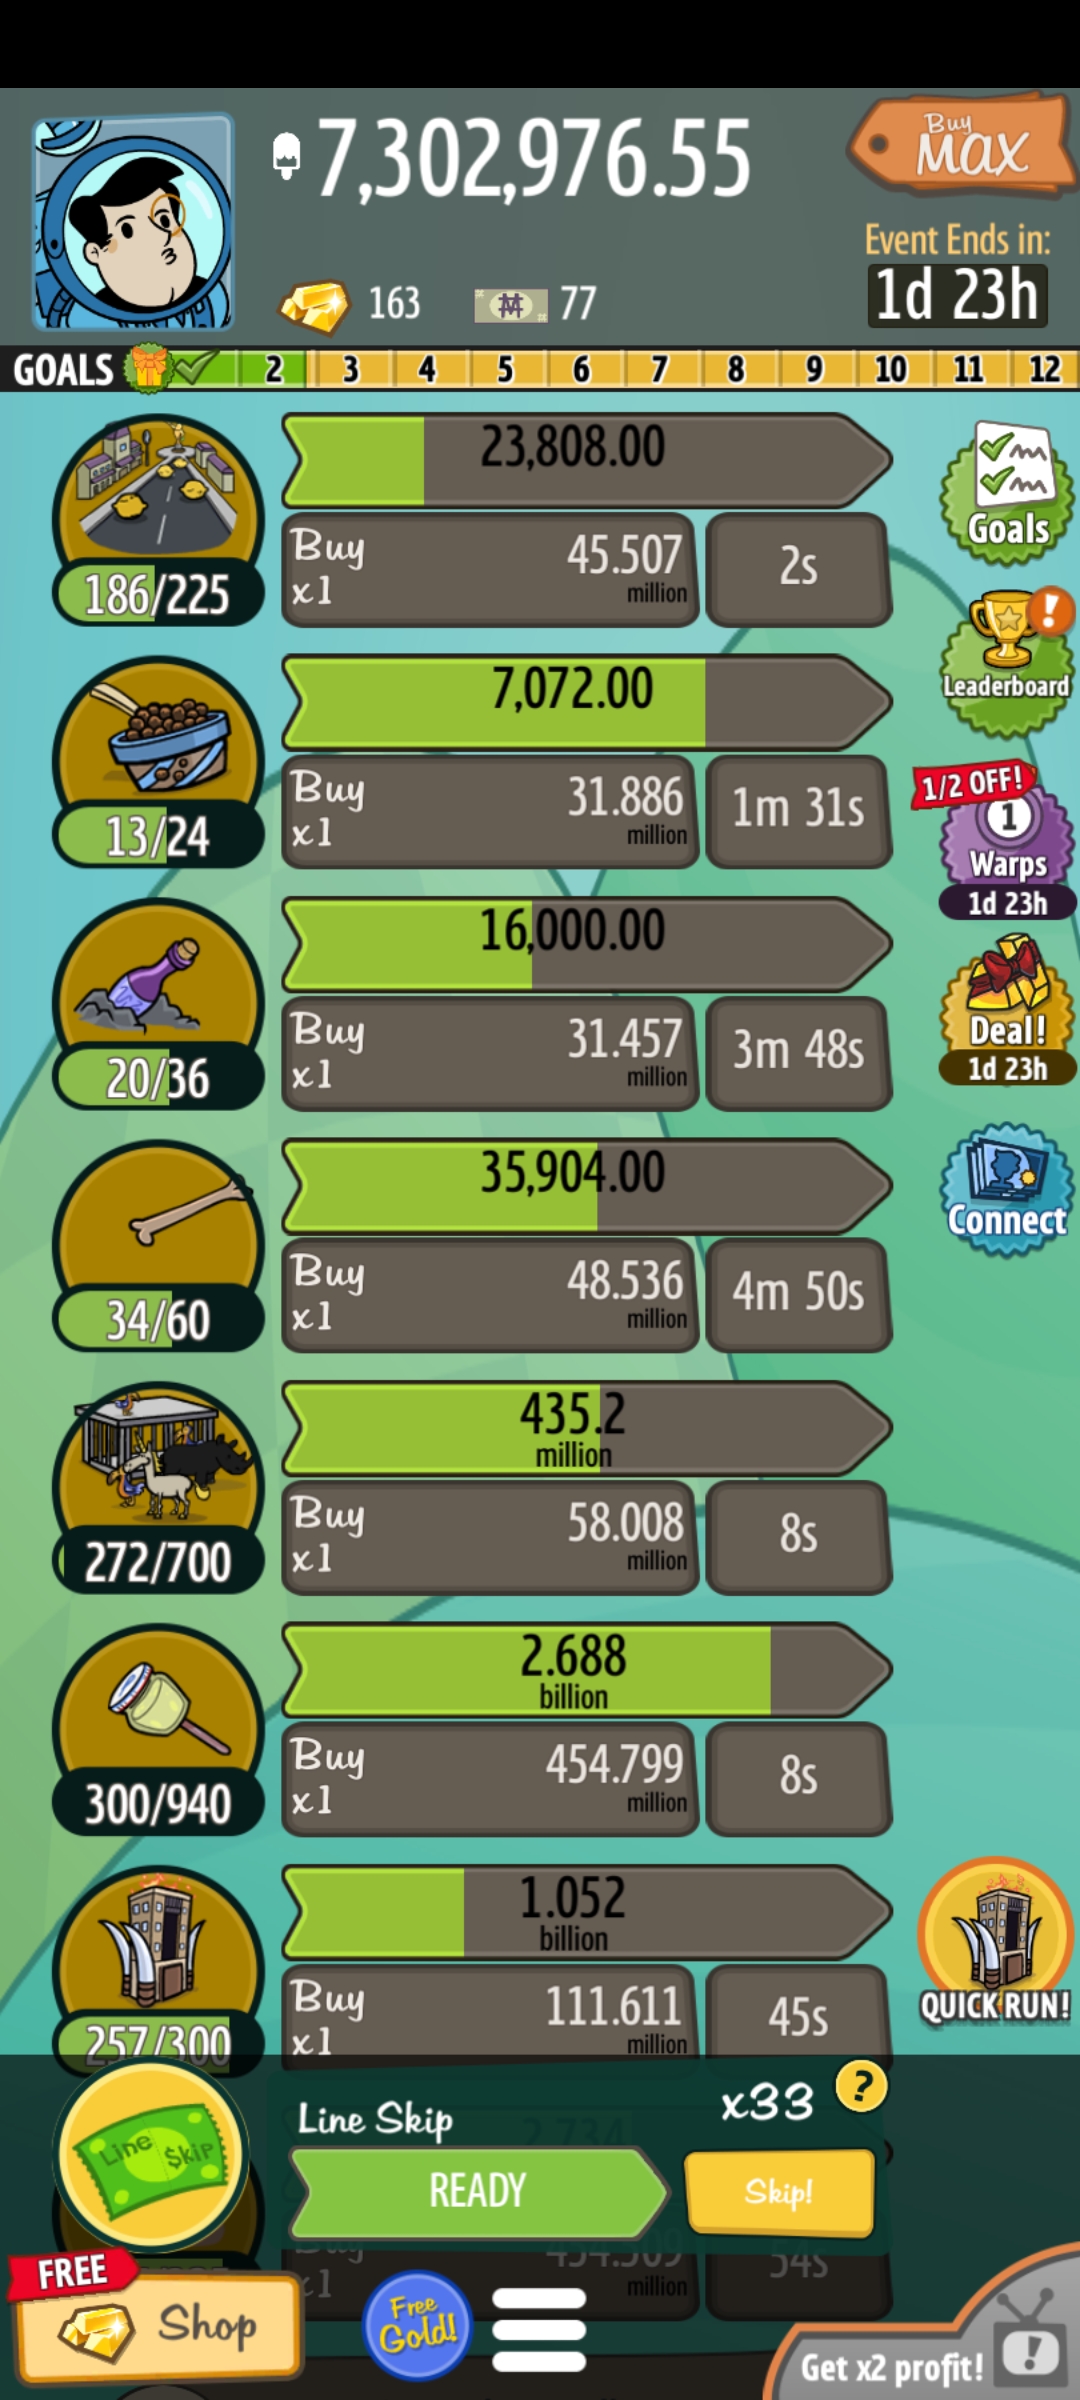 7,302,976.55
Buy
MAX
Event Ends in:
1d 23h
163
77
GOALS 2 3 4 5 6 7 8 9 10 11 12
23,808.00
Buy
x1
45.507
million
2s
186/225
Goals
7,072.00
Buy
x1
31.886
million
1m 31s
13/24
Leaderboard
1/2 OFF!
1
Warps
1d 23h
16,000.00
Buy
x1
31.457
million
3m 48s
20/36
Deal!
1d 23h
35,904.00
Buy
x1
48.536
million
4m 50s
34/60
Connect
435.2
million
Buy
x1
58.008
million
8s
272/700
2.688
billion
Buy
x1
454.799
million
8s
300/940
1.052
billion
Buy
x1
111.611
million
45s
257/300
QUICK RUN!
Line Skip
x33
?
2.734
Line $kip
READY
Skip!
Buy
x1
million
54s
FREE
Shop
Free
Gold!
Get x2 profit!